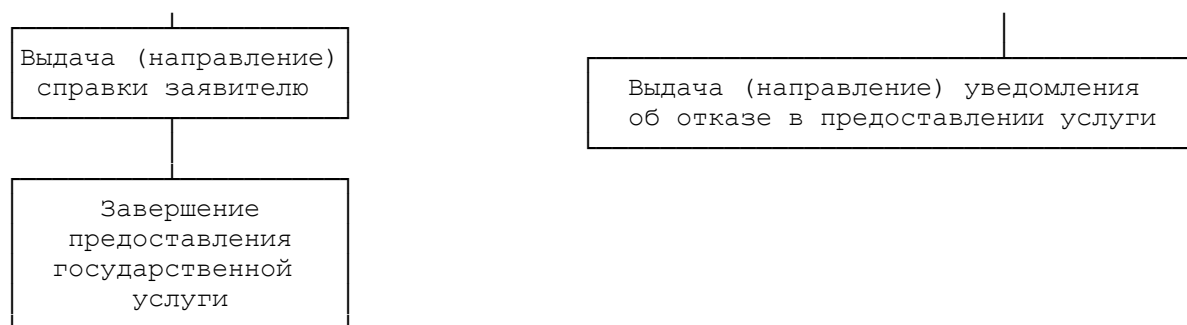 Выдача (направление)
справки заявителю
Выдача (направление) уведомления
об отказе в предоставлении услуги
Завершение
предоставления
государственной
услуги